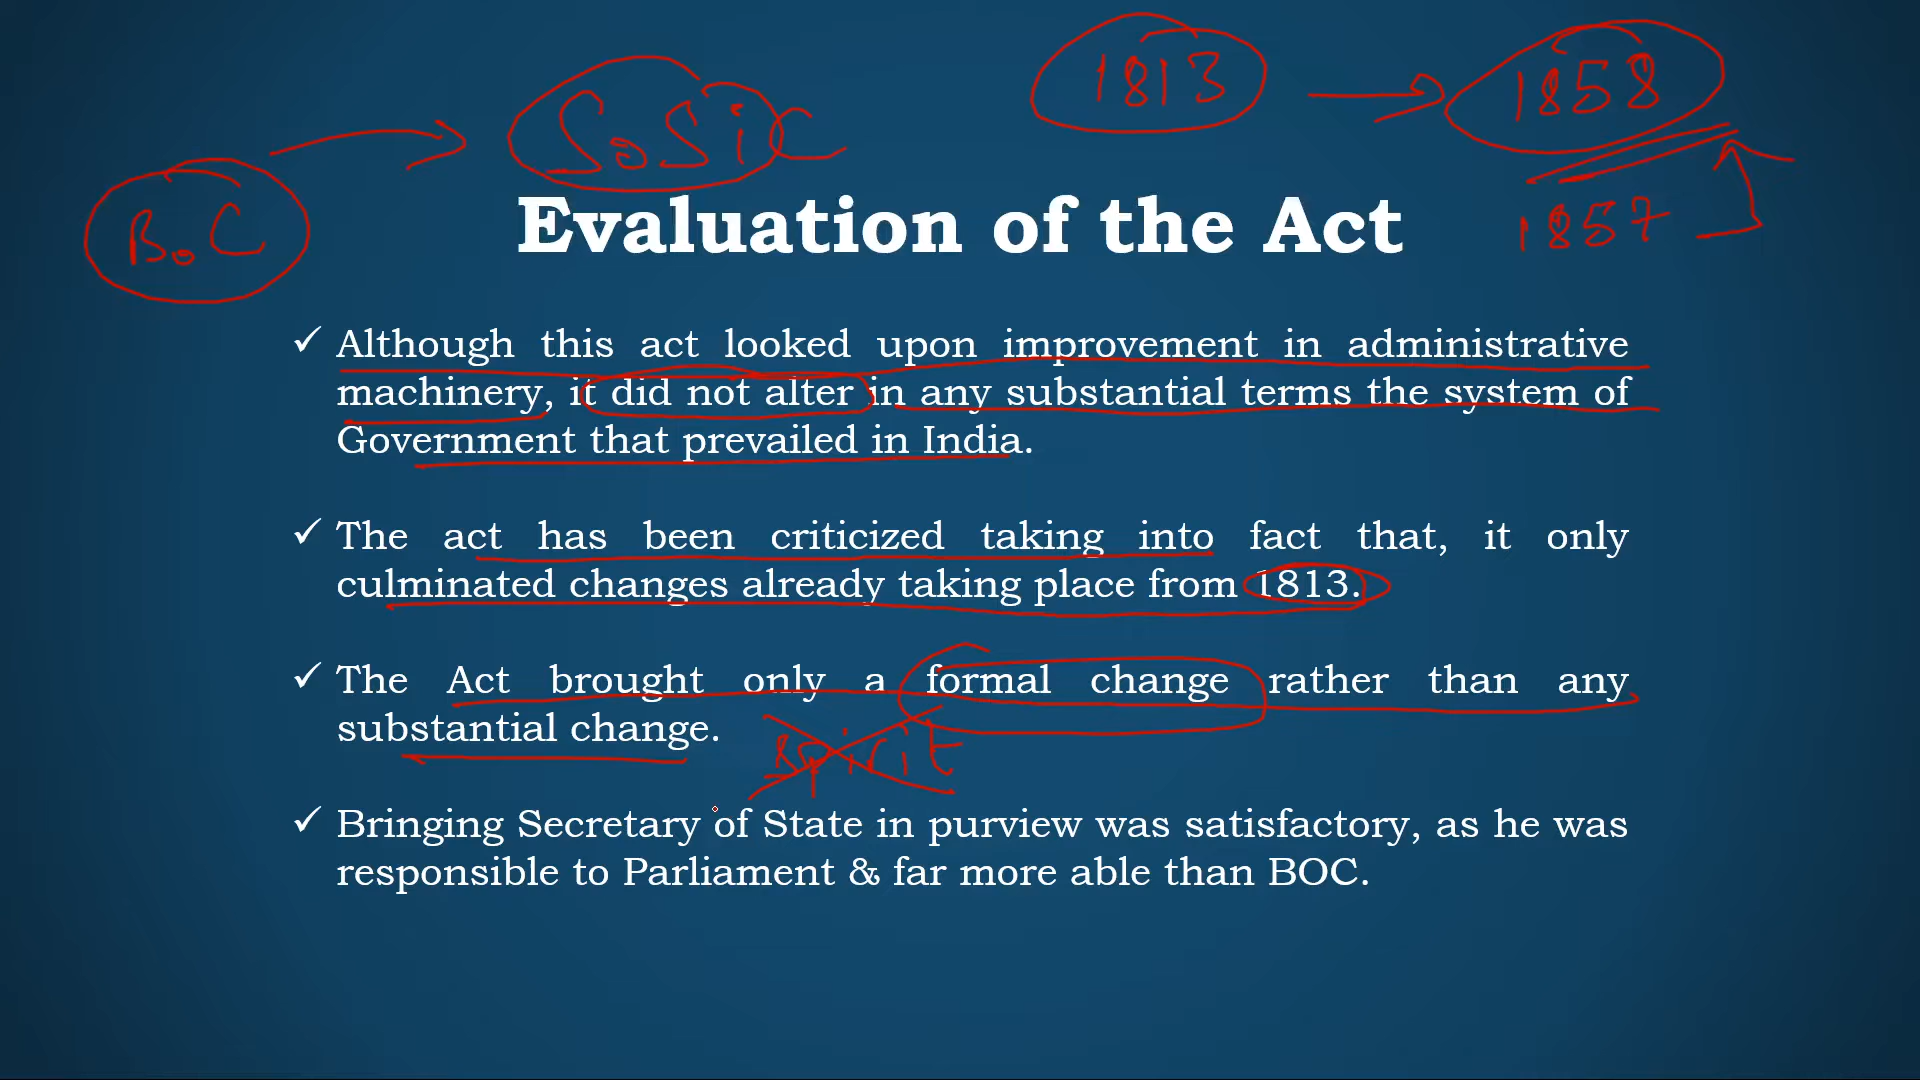 1813
1858
SoSiC
B.C
Evaluation of the Act
1857
✓ Although this act looked upon improvement in administrative
machinery, it did not alter in any substantial terms the system of
Government that prevailed in India.
✓ The act has been criticized taking into fact that, it only
culminated changes already taking place from 1813.
✓ The Act brought only a formal change rather than any
substantial change.
spirit
✓ Bringing Secretary of State in purview was satisfactory, as he was
responsible to Parliament & far more able than BOC.